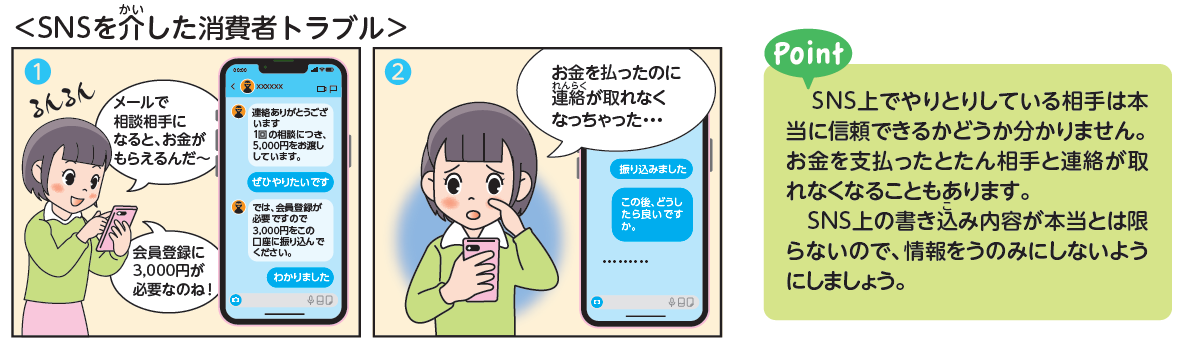 ＜SNSを介した消費者トラブル＞
かい
1
るんるん
メールで
相談相手に
なると、お金が
もらえるんだ～
会員登録に
3,000円が
必要なのね！
00:00
XXXXXX
連絡ありがとうござ
います
1回の相談につき、
5,000円をお渡し
しています。
ぜひやりたいです
では、会員登録が
必要ですので
3,000円をこの
口座に振り込んで
ください。
わかりました
2
お金を払ったのに
れんらく
連絡が取れなく
なっちゃった・・・
振り込みました
この後、どうし
たら良いです
か。
・・・・・・・・・
Point
SNS上でやりとりしている相手は本
当に信頼できるかどうか分かりません。
お金を支払ったとたん相手と連絡が取
れなくなることもあります。
こ
SNS上の書き込み内容が本当とは限
らないので、情報をうのみにしないよう
にしましょう。